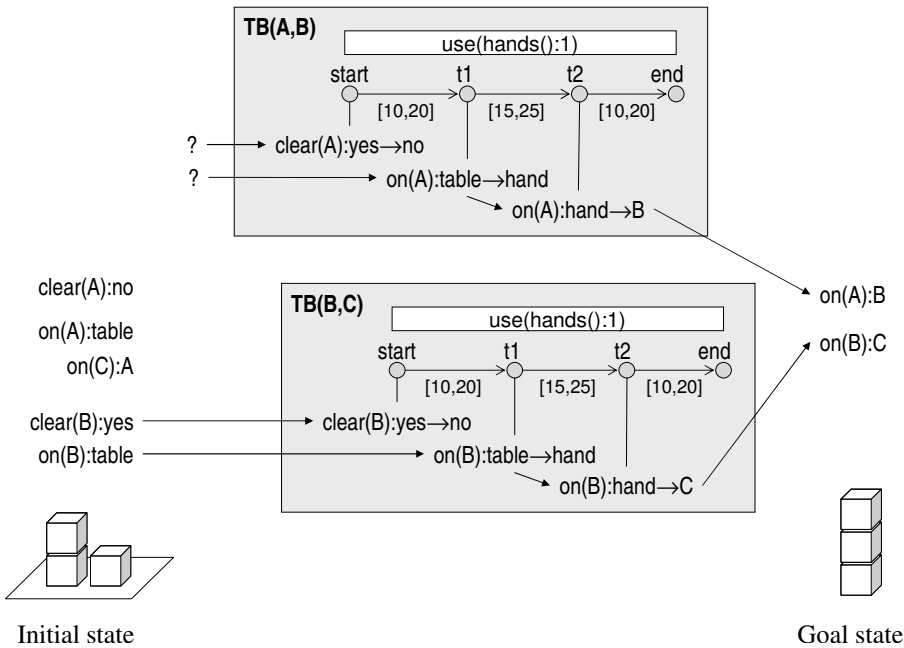 TB(A,B)
use(hands():1)
start t1 t2 end
[10,20] [15,25] [10,20]
? clear(A):yes→no
? on(A):table→hand
on(A):hand→B
clear(A):no
on(A):table
on(C):A
clear(B):yes
on(B):table
TB(B,C)
use(hands():1)
start t1 t2 end
[10,20] [15,25] [10,20]
clear(B):yes→no
on(B):table→hand
on(B):hand→C
on(A):B
on(B):C
Initial state
Goal state